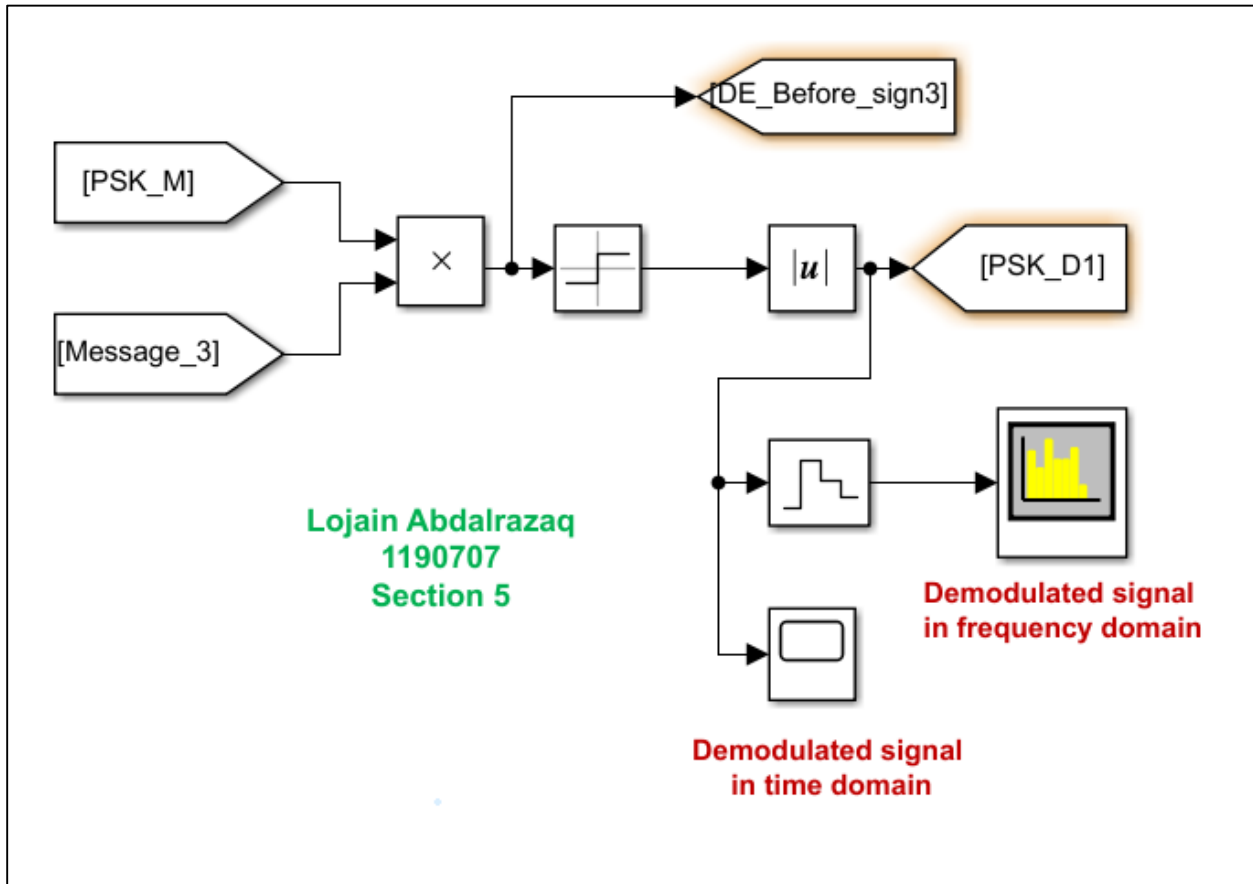 [DE_Before_sign3]
[PSK_M]
×
|u|
[PSK_D1]
[Message_3]
Lojain Abdalrazaq
1190707
Section 5
Demodulated signal
in frequency domain
Demodulated signal
in time domain